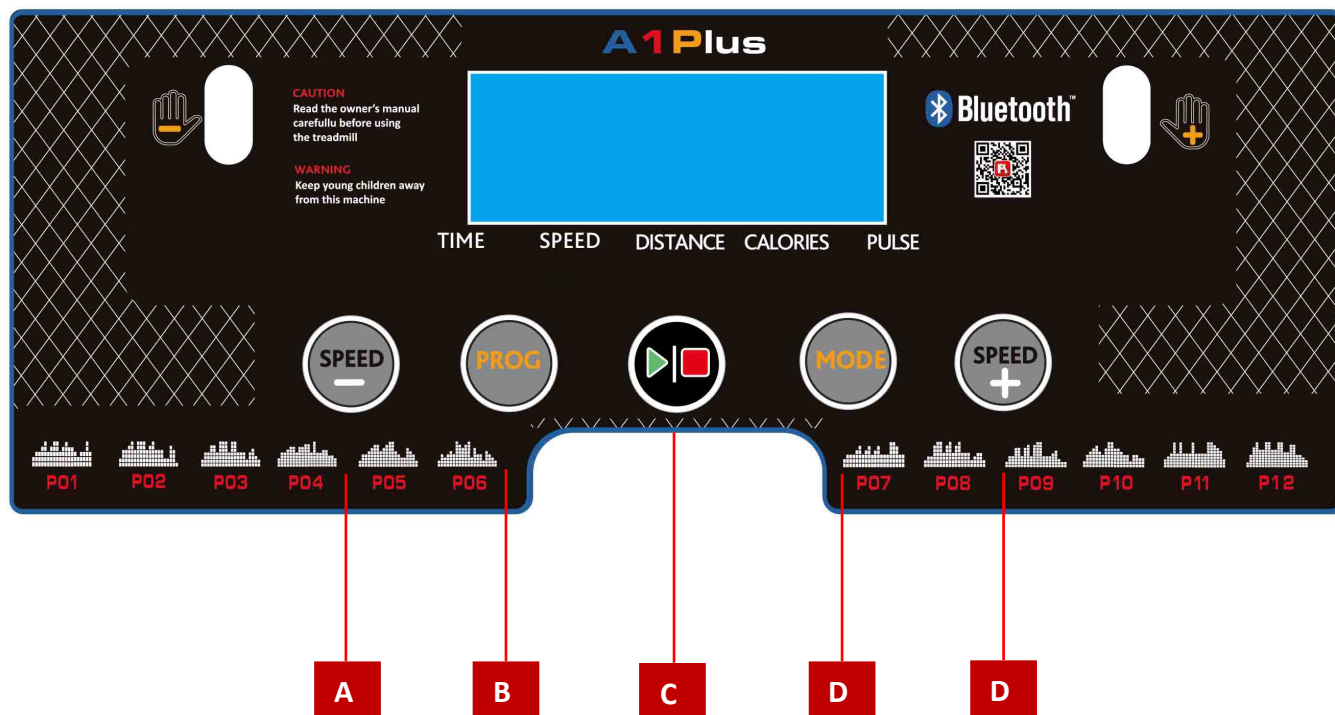 A1Plus
CAUTION
Read the owner's manual
carefullu before using
the treadmill
WARNING
Keep young children away
from this machine
Bluetooth™
TIME SPEED DISTANCE CALORIES PULSE
SPEED
PROG
MODE
SPEED
P01 P02 P03 P04 P05 P06 P07 P08 P09 P10 P11 P12
A B C D D